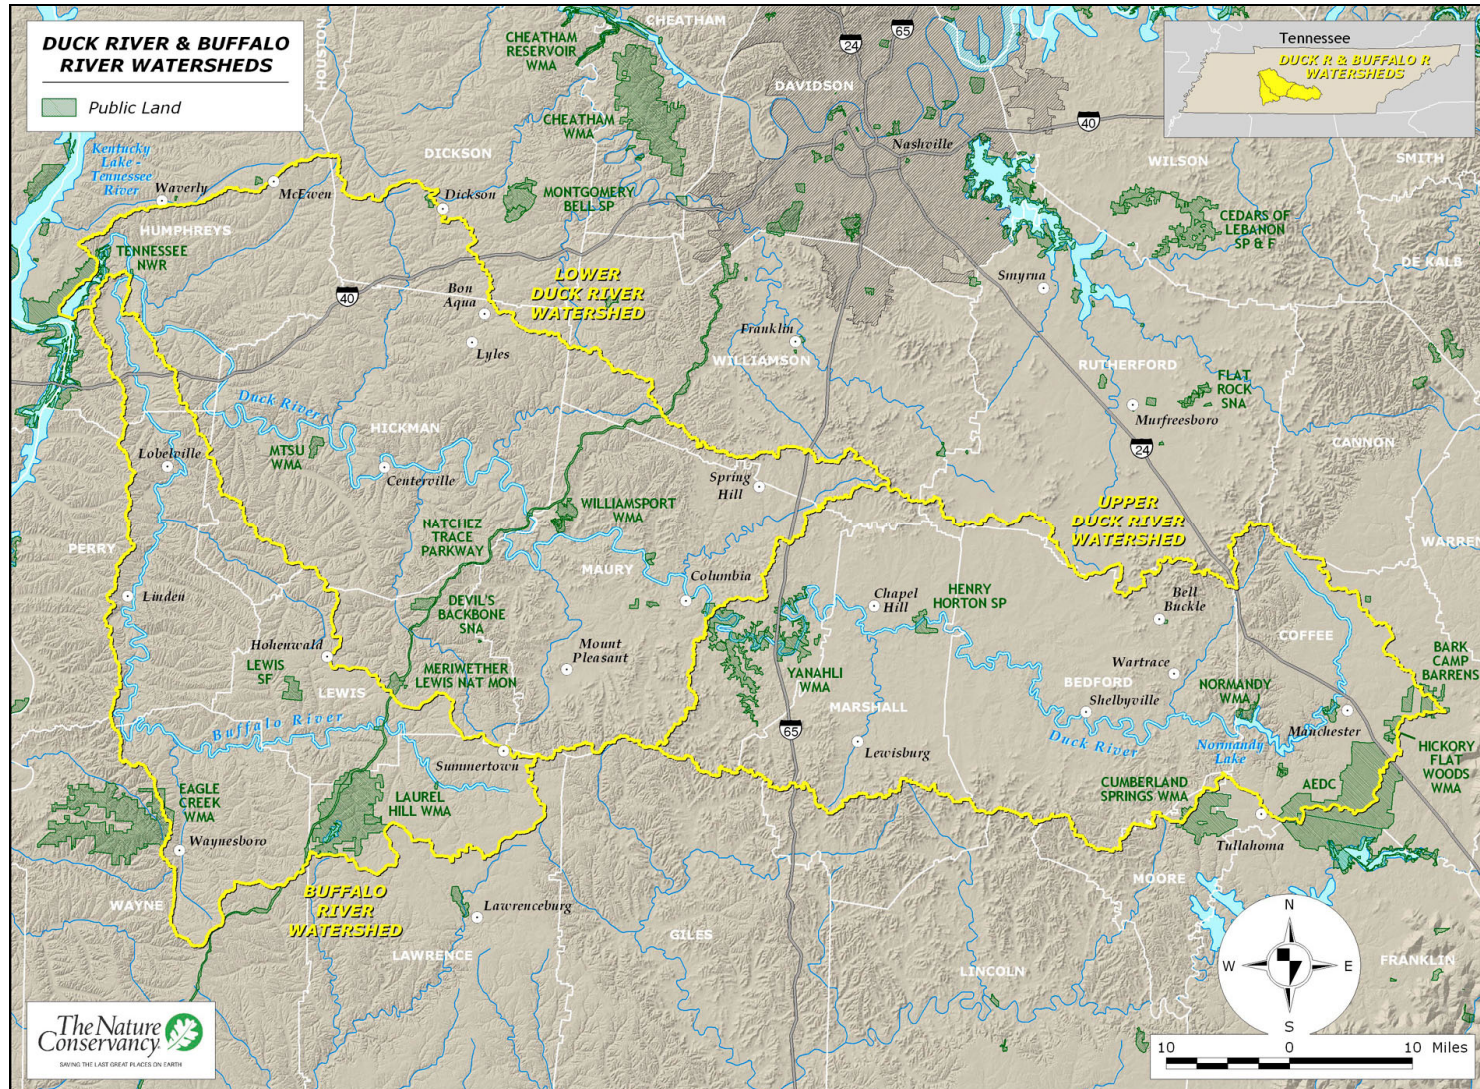 DUCK RIVER & BUFFALO
RIVER WATERSHEDS
Public Land
HOUSTON
CHEATHAM
CHEATHAM
RESERVOIR
WMA
24
65
DAVIDSON
Tennessee
DUCK R & BUFFALO R
WATERSHEDS
CHEATHAM
WMA
40
Nashville
Kentucky
Lake -
Tennessee
River
DICKSON
WILSON
SMITH
Waverly
McEwen
Dickson
MONTGOMERY
BELL SP
CEDARS OF
LEBANON
SP & F
HUMPHREYS
TENNESSEE
NWR
DE KALB
LOWER
DUCK RIVER
WATERSHED
Smyrna
40
Bon
Aqua
Lyles
Franklin
WILLIAMSON
RUTHERFORD
FLAT
ROCK
SNA
Murfreesboro
Duck River
HICKMAN
MTSU
WMA
24
CANNON
Lobelville
Centerville
Spring
Hill
WILLIAMSPORT
WMA
UPPER
DUCK RIVER
WATERSHED
NATCHEZ
TRACE
PARKWAY
PERRY
WARREN
MAURY
Columbia
Chapel
Hill
HENRY
HORTON SP
Linden
DEVIL'S
BACKBONE
SNA
Bell
Buckle
COFFEE
Hohenwald
Mount
Pleasant
LEWIS
SF
LEWIS
MERIWETHER
LEWIS NAT MON
YANAHLI
WMA
Wartrace
BEDFORD
Shelbyville
NORMANDY
WMA
BARK
CAMP
BARRENS
MARSHALL
Buffalo River
65
Lewisburg
Duck River
Normandy
Lake
Manchester
Summertown
HICKORY
FLAT
WOODS
WMA
EAGLE
CREEK
WMA
LAUREL
HILL WMA
CUMBERLAND
SPRINGS WMA
AEDC
Waynesboro
Tullahoma
MOORE
BUFFALO
RIVER
WATERSHED
WAYNE
Lawrenceburg
LAWRENCE
GILES
LINCOLN
FRANKLIN
N
W
E
S
The Nature
Conservancy
SAVING THE LAST GREAT PLACES ON EARTH
10 0 10 Miles